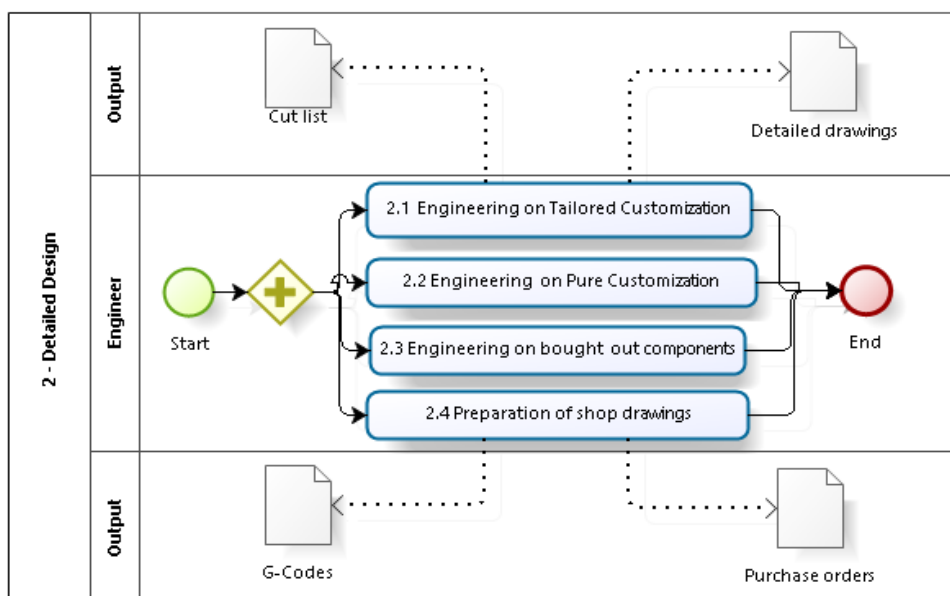 2 - Detailed Design
Output
Cut list
Detailed drawings
Engineer
Start
2.1 Engineering on Tailored Customization
2.2 Engineering on Pure Customization
2.3 Engineering on bought out components
2.4 Preparation of shop drawings
End
Output
G-Codes
Purchase orders